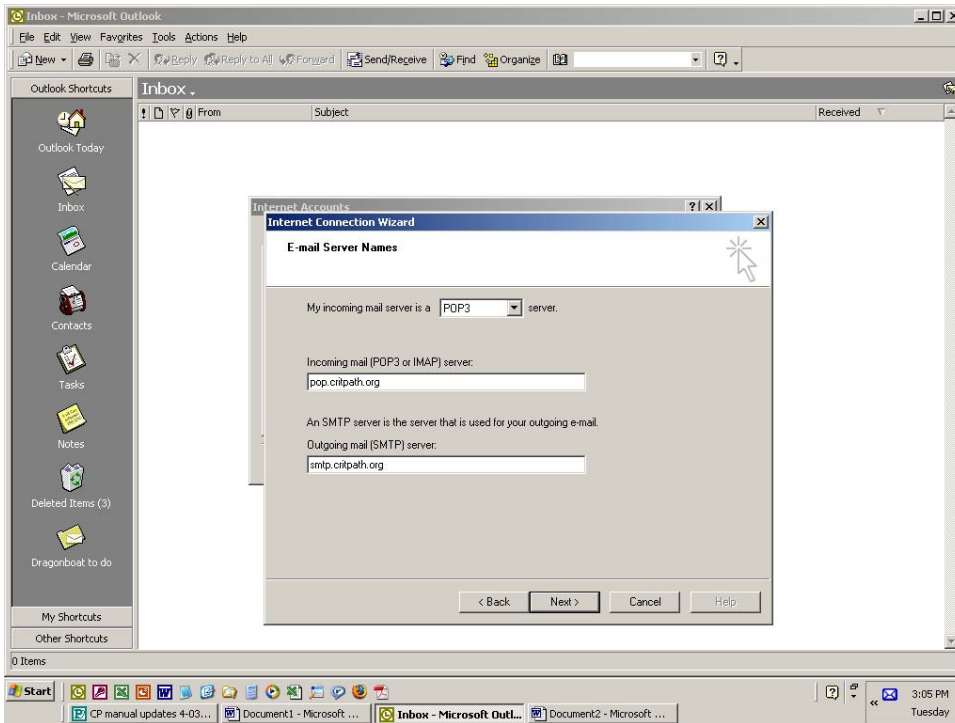 Inbox - Microsoft Outlook
File Edit View Favorites Tools Actions Help
New Reply Reply to All Forward Send/Receive Find Organize
Outlook Shortcuts
Inbox
From Subject Received
Outlook Today
Inbox
Calendar
Contacts
Tasks
Notes
Deleted Items (3)
Dragonboat to do
My Shortcuts
Other Shortcuts
Internet Accounts
Internet Connection Wizard
E-mail Server Names
My incoming mail server is a POP3 server.
Incoming mail (POP3 or IMAP) server:
pop.critpath.org
An SMTP server is the server that is used for your outgoing e-mail.
Outgoing mail (SMTP) server:
smtp.critpath.org
< Back Next > Cancel Help
0 Items
Start
3:05 PM
CP manual updates 4-03... Document1 - Microsoft ... Inbox - Microsoft Outl... Document2 - Microsoft ...
Tuesday